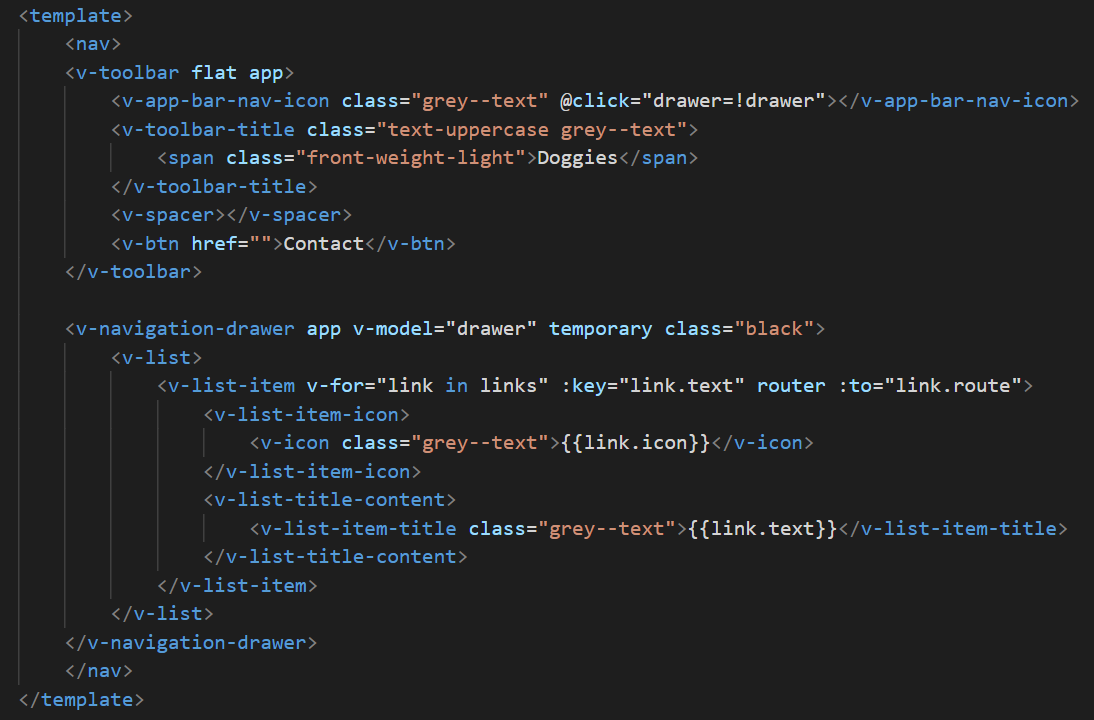 <template>
<nav>
<v-toolbar flat app>
<v-app-bar-nav-icon class="grey--text" @click="drawer=!drawer"></v-app-bar-nav-icon>
<v-toolbar-title class="text-uppercase grey--text">
<span class="front-weight-light">Doggies</span>
</v-toolbar-title>
<v-spacer></v-spacer>
<v-btn href="">Contact</v-btn>
</v-toolbar>
<v-navigation-drawer app v-model="drawer" temporary class="black">
<v-list>
<v-list-item v-for="link in links" :key="link.text" router :to="link.route">
<v-list-item-icon>
<v-icon class="grey--text">{{link.icon}}</v-icon>
</v-list-item-icon>
<v-list-title-content>
<v-list-item-title class="grey--text">{{link.text}}</v-list-item-title>
</v-list-title-content>
</v-list-item>
</v-list>
</v-navigation-drawer>
</nav>
</template>